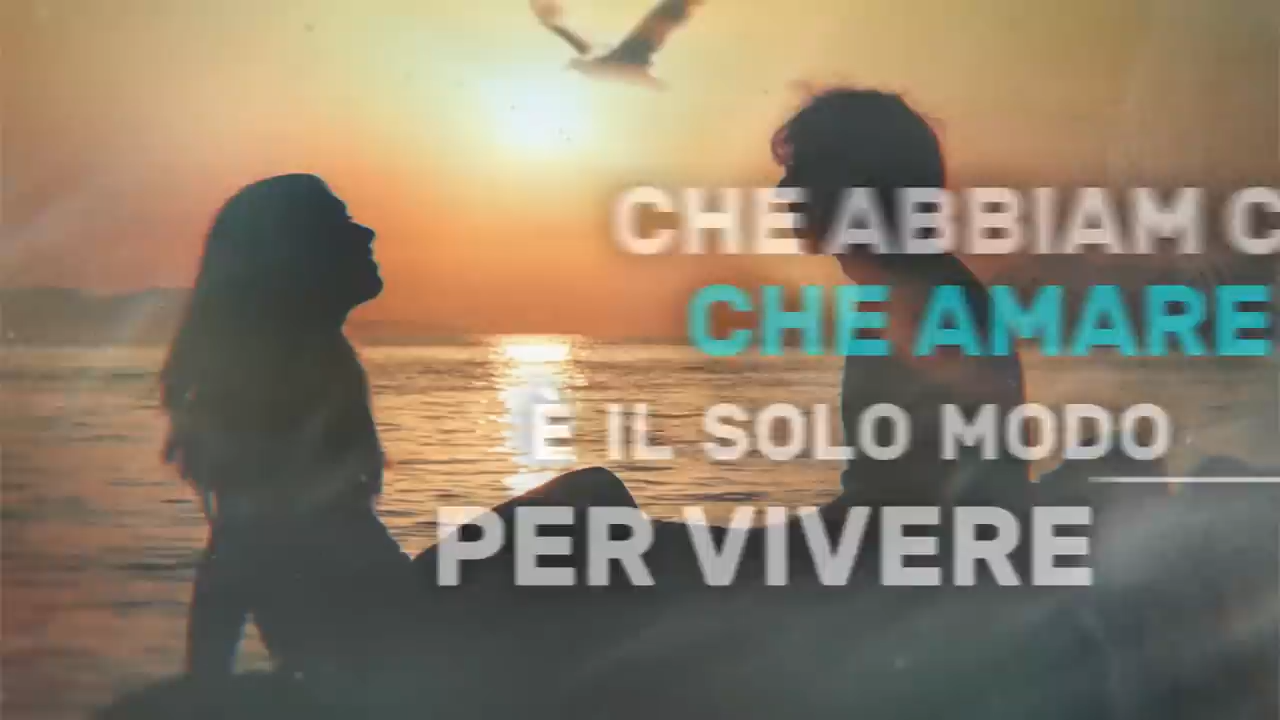 CHE ABBIAM C
CHE AMARE
È IL SOLO MODO
PER VIVERE